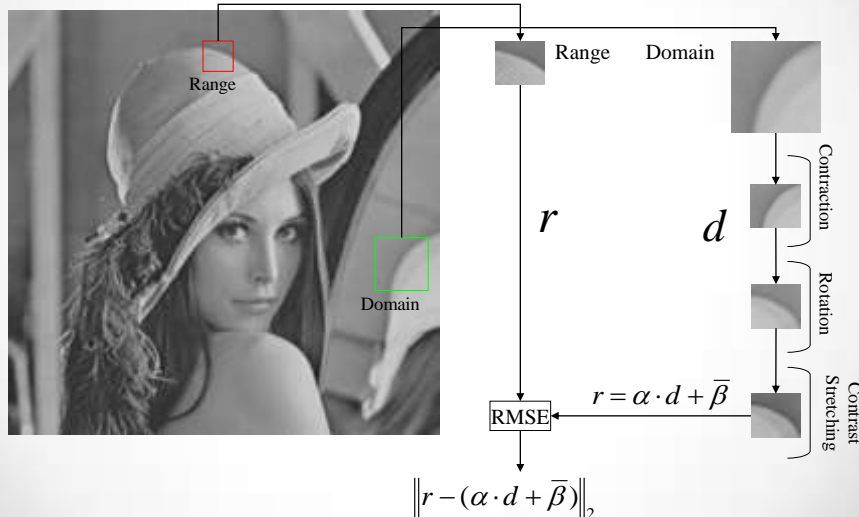 Range
Domain
Range
Domain
Contraction
Rotation
Contrast
Stretching
r
d
r = α · d + β̅
RMSE
‖r − (α · d + β̅)‖₂